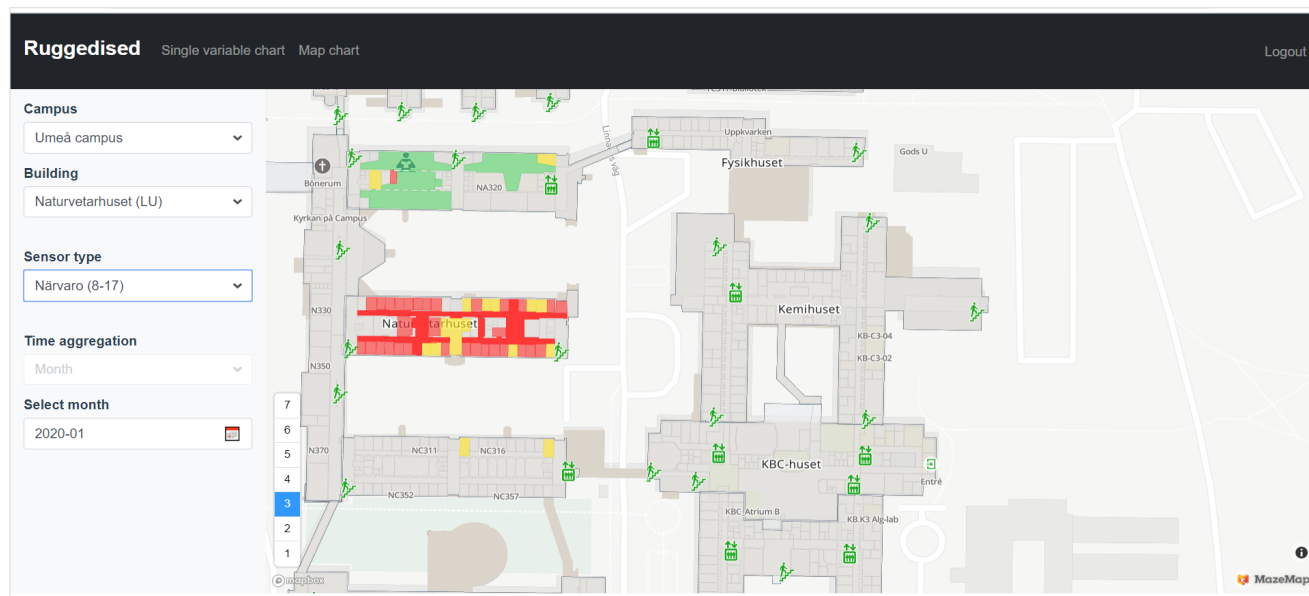 Ruggedised Single variable chart Map chart Logout
Campus
Umeå campus
Building
Naturvetarhuset (LU)
Sensor type
Närvaro (8-17)
Time aggregation
Month
Select month
2020-01
7
6
5
4
3
2
1
Uppkvarken
Fysikhuset
Gods U
Linnaeus väg
Bönerum
NA320
Kyrkan på Campus
N330
Naturvetarhuset
N350
Kemihuset
KB-C3-04
KB-C3-02
N370
NC311
NC316
NC352
NC357
KBC-huset
Entré
KBC Atrium B
KB.K3 Alg-lab
mapbox
MazeMap